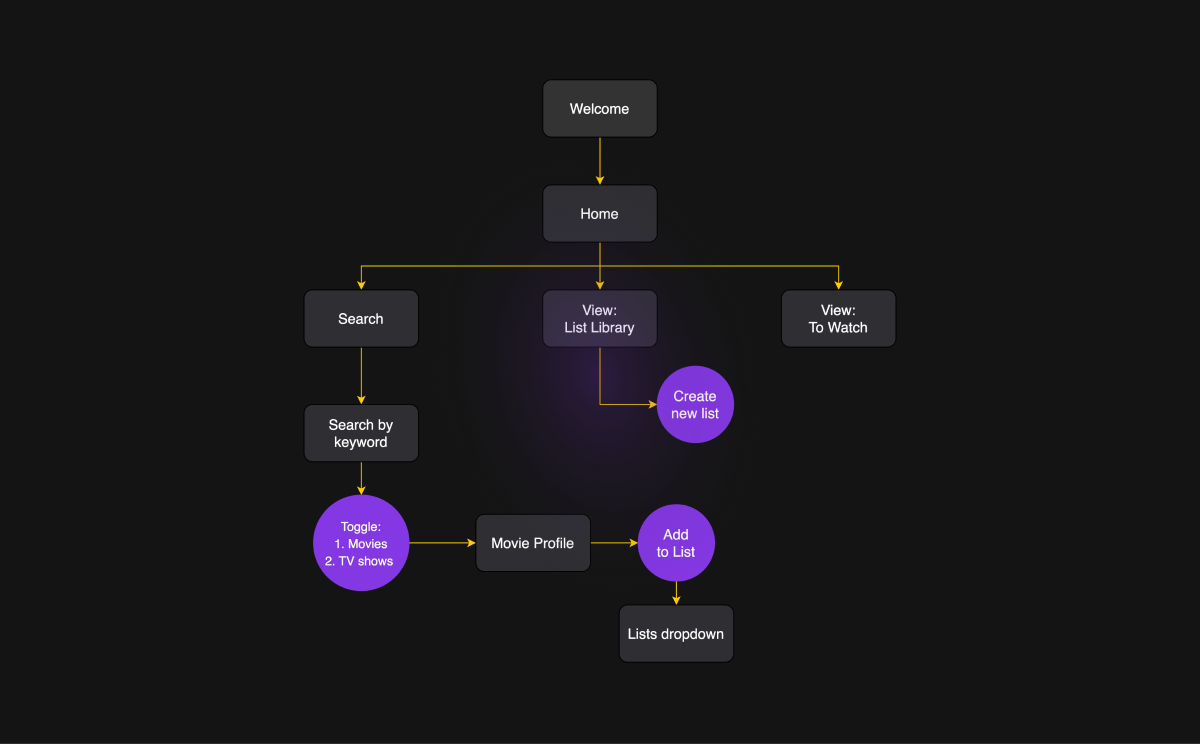 Welcome
Home
Search
View:
List Library
View:
To Watch
Create
new list
Search by
keyword
Toggle:
1. Movies
2. TV shows
Movie Profile
Add
to List
Lists dropdown